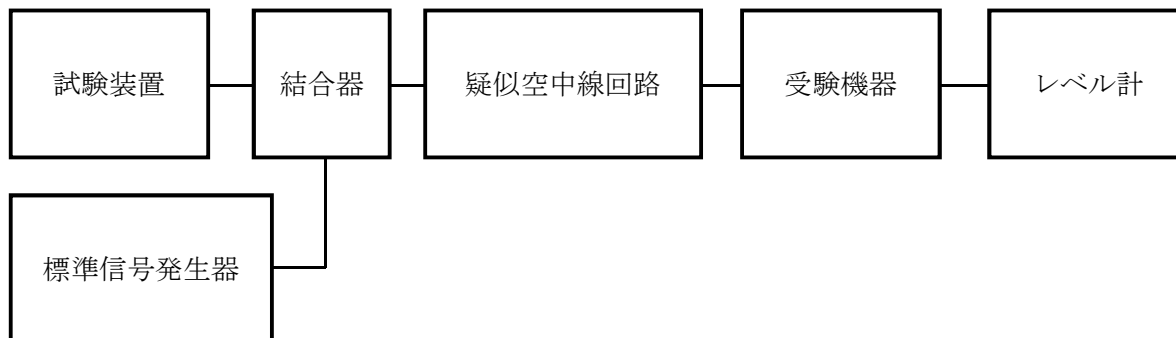 試験装置
結合器
疑似空中線回路
受験機器
レベル計
標準信号発生器